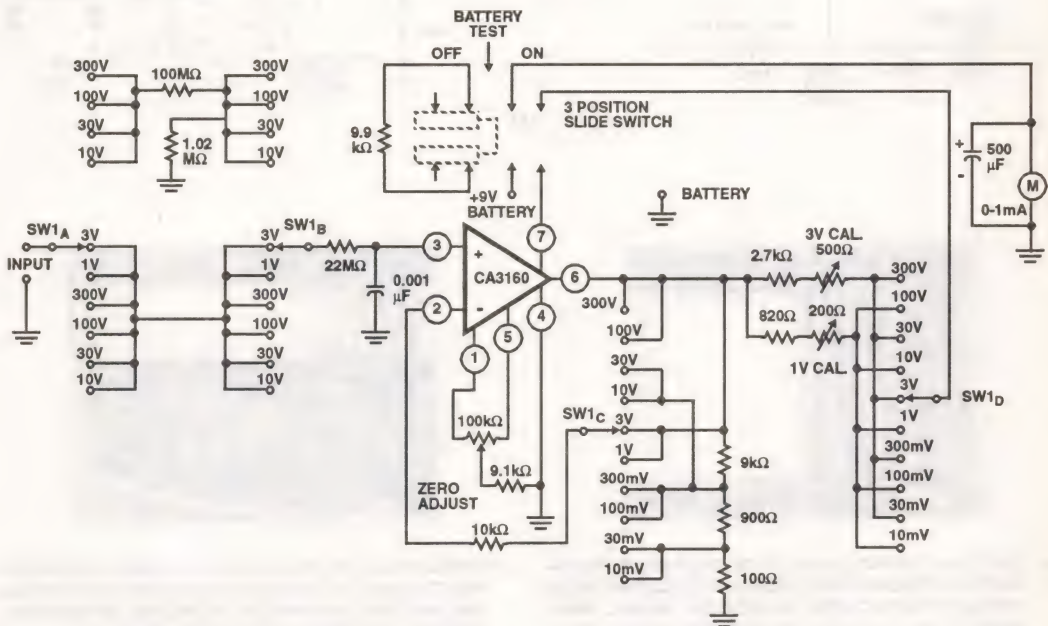 BATTERY
TEST
OFF
ON
300V
100V
30V
10V
100MΩ
1.02
MΩ
300V
100V
30V
10V
9.9
kΩ
3 POSITION
SLIDE SWITCH
+9V
BATTERY
BATTERY
+
-
500
µF
M
0-1mA
SW1A
INPUT
3V
1V
300V
100V
30V
10V
3V
1V
300V
100V
30V
10V
SW1B
22MΩ
0.001
µF
3
+
2
-
CA3160
7
6
4
5
1
100kΩ
9.1kΩ
ZERO
ADJUST
10kΩ
SW1C
300V
100V
30V
10V
3V
1V
300mV
100mV
30mV
10mV
9kΩ
900Ω
100Ω
2.7kΩ
3V CAL.
500Ω
820Ω
200Ω
1V CAL.
300V
100V
30V
10V
3V
1V
300mV
100mV
30mV
10mV
SW1D